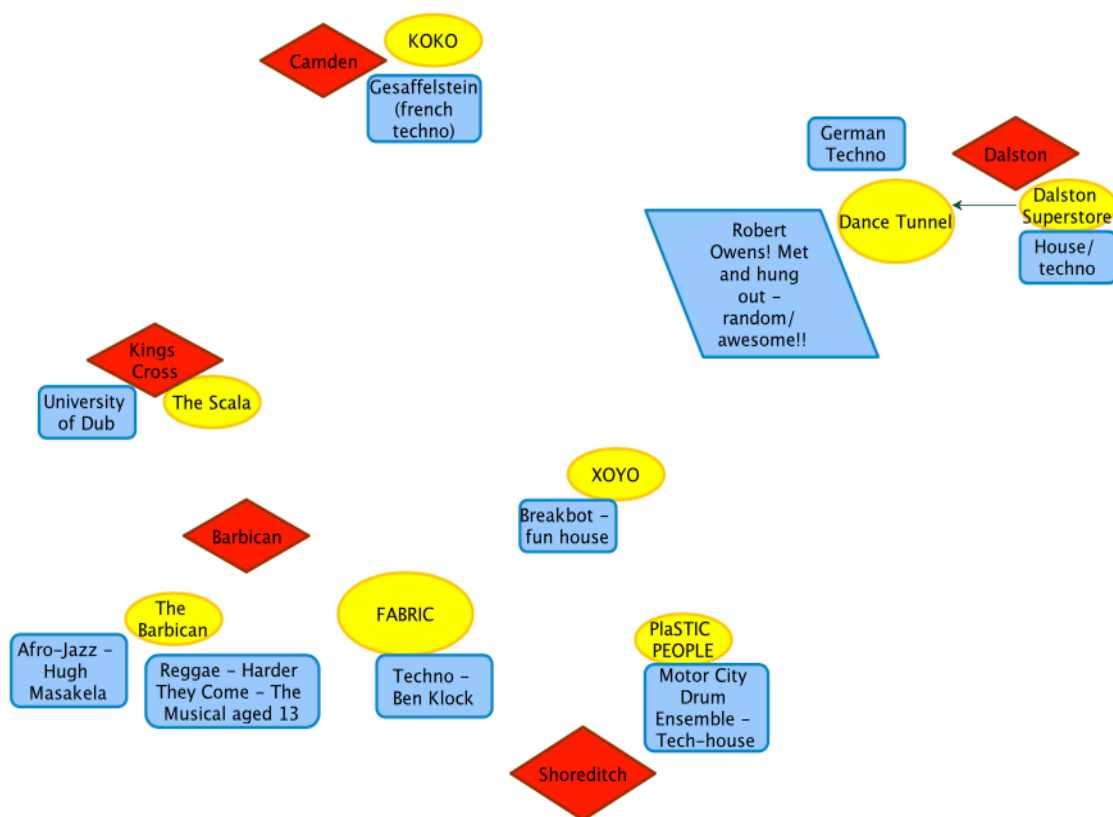 KOKO
Camden
Gesaffelstein
(french
techno)
German
Techno
Dalston
Dance Tunnel
Dalston
Superstore
House/
techno
Robert
Owens! Met
and hung
out –
random/
awesome!!
Kings
Cross
University
of Dub
The Scala
XOYO
Breakbot –
fun house
Barbican
The
Barbican
FABRIC
PlaSTIC
PEOPLE
Afro-Jazz –
Hugh
Masakela
Reggae – Harder
They Come – The
Musical aged 13
Techno –
Ben Klock
Motor City
Drum
Ensemble –
Tech-house
Shoreditch